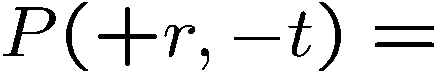 P(+r, −t) =